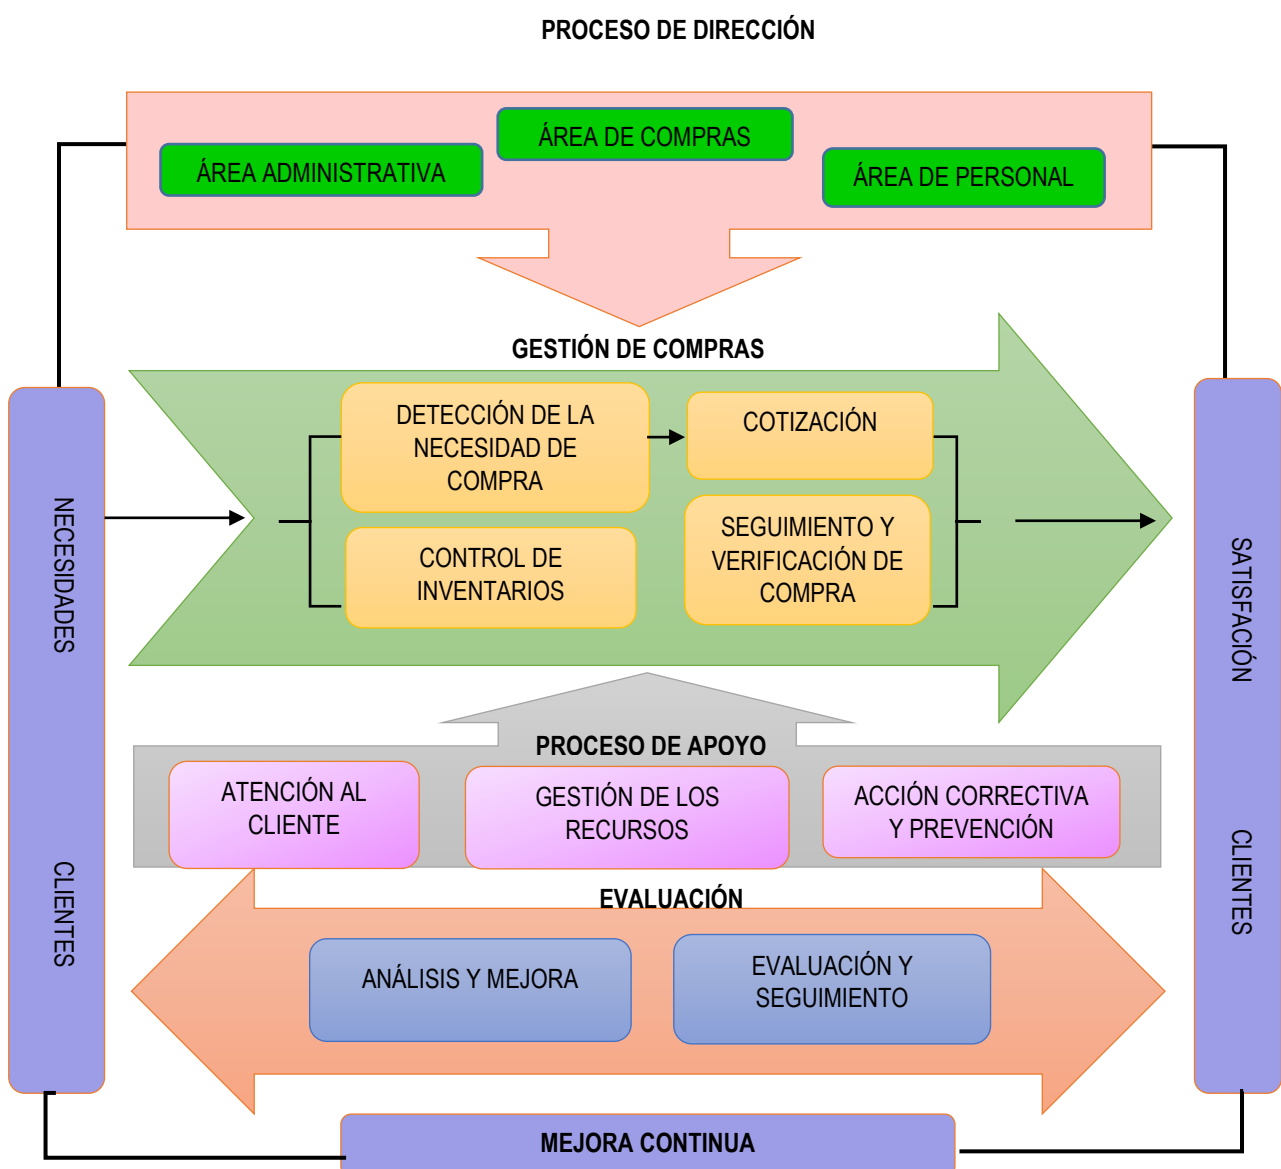 PROCESO DE DIRECCIÓN
ÁREA DE COMPRAS
ÁREA ADMINISTRATIVA
ÁREA DE PERSONAL
GESTIÓN DE COMPRAS
DETECCIÓN DE LA
NECESIDAD DE
COMPRA
COTIZACIÓN
CONTROL DE
INVENTARIOS
SEGUIMIENTO Y
VERIFICACIÓN DE
COMPRA
NECESIDADES
CLIENTES
SATISFACIÓN
CLIENTES
PROCESO DE APOYO
ATENCIÓN AL
CLIENTE
GESTIÓN DE LOS
RECURSOS
ACCIÓN CORRECTIVA
Y PREVENCIÓN
EVALUACIÓN
ANÁLISIS Y MEJORA
EVALUACIÓN Y
SEGUIMIENTO
MEJORA CONTINUA